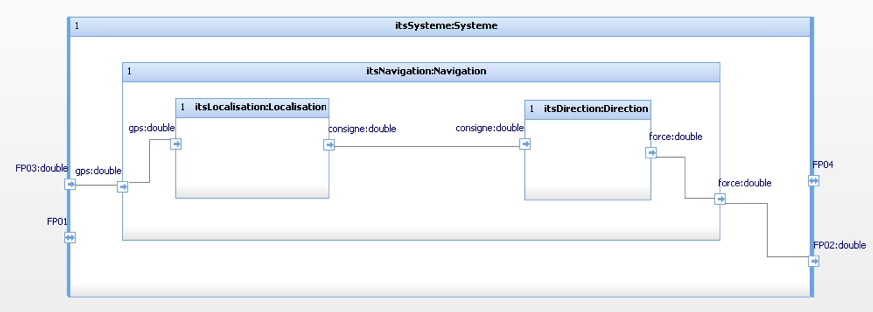 1 itsSysteme:Systeme
1 itsNavigation:Navigation
1 itsLocalisation:Localisation
1 itsDirection:Direction
gps:double
consigne:double
consigne:double
force:double
FP03:double
gps:double
force:double
FP04
FP01
FP02:double